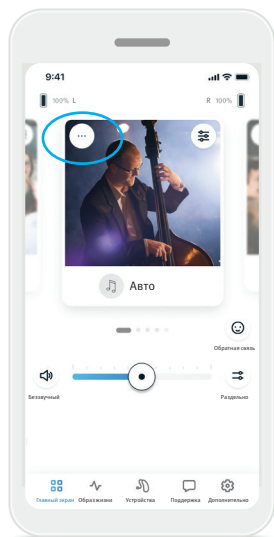 9:41
100% L
R 100%
Авто
Обратная связь
Беззвучный
Раздельно
Главный экран
Образ жизни
Устройства
Поддержка
Дополнительно